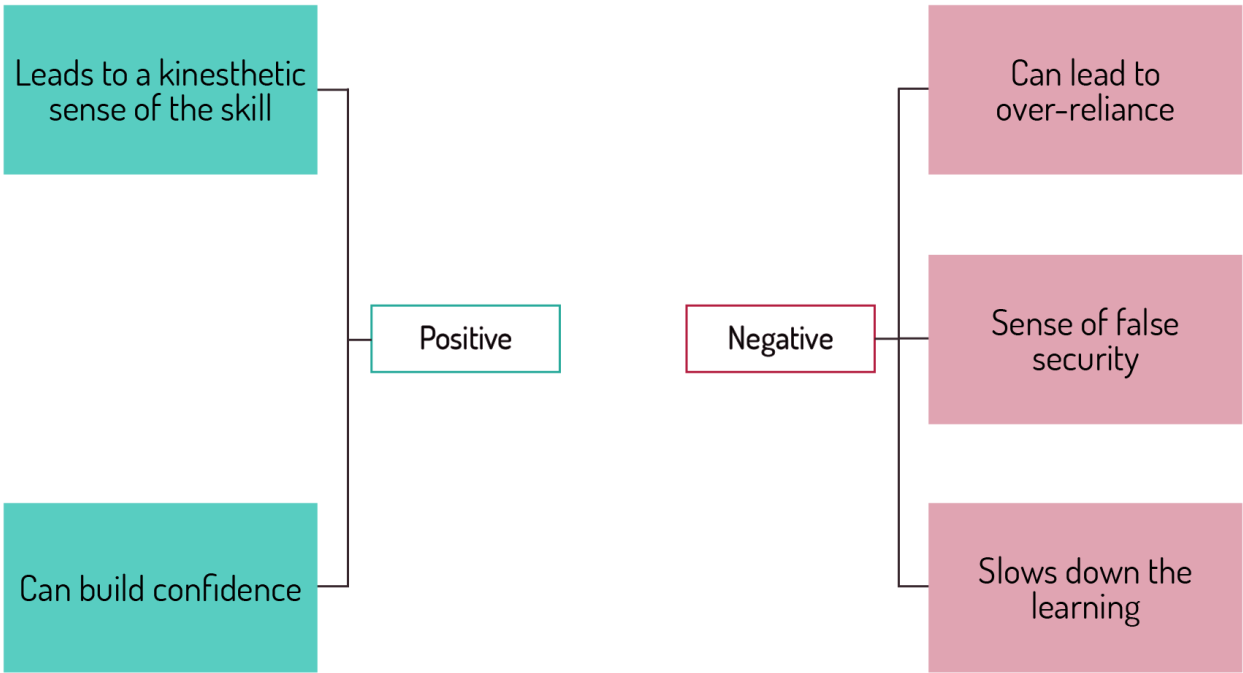 Leads to a kinesthetic
sense of the skill
Can build confidence
Positive
Negative
Can lead to
over-reliance
Sense of false
security
Slows down the
learning